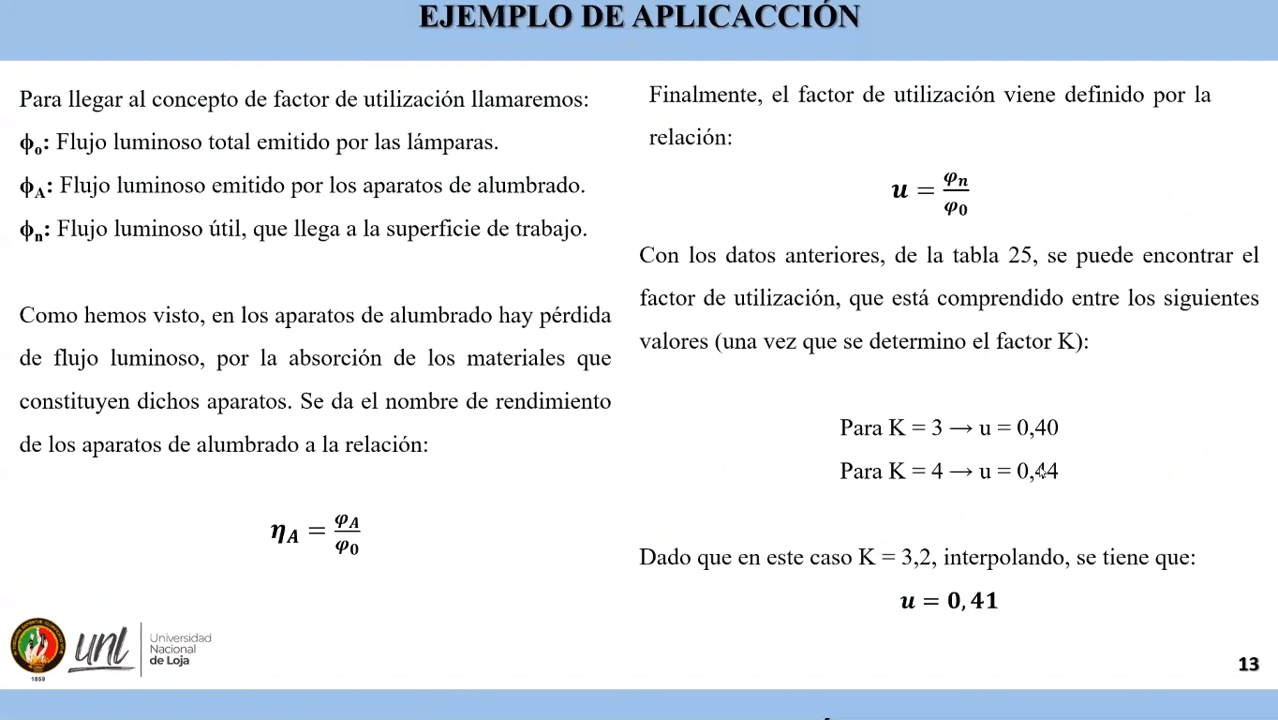 EJEMPLO DE APLICACCIÓN
Para llegar al concepto de factor de utilización llamaremos:
ϕo: Flujo luminoso total emitido por las lámparas.
ϕA: Flujo luminoso emitido por los aparatos de alumbrado.
ϕn: Flujo luminoso útil, que llega a la superficie de trabajo.
Como hemos visto, en los aparatos de alumbrado hay pérdida
de flujo luminoso, por la absorción de los materiales que
constituyen dichos aparatos. Se da el nombre de rendimiento
de los aparatos de alumbrado a la relación:
ηA = φA/φ0
Finalmente, el factor de utilización viene definido por la
relación:
u = φn/φ0
Con los datos anteriores, de la tabla 25, se puede encontrar el
factor de utilización, que está comprendido entre los siguientes
valores (una vez que se determino el factor K):
Para K = 3 → u = 0,40
Para K = 4 → u = 0,44
Dado que en este caso K = 3,2, interpolando, se tiene que:
u = 0,41
1859
unl
Universidad
Nacional
de Loja
13